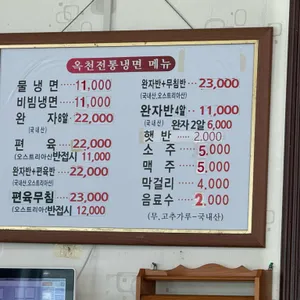 옥천전통냉면 메뉴
물냉면 11,000
비빔냉면 11,000
완자8알 22,000
(국내산)
편육 22,000
(오스트리아산)반접시 11,000
완자반+편육반 22,000
(국내산오스트리아산)
편육무침 23,000
(오스트리아산)반접시 12,000
완자반+무침반 23,000
(국내산오스트리아산)
완자반4알 11,000
(국내산) 완자2알 6,000
햇반 2,000
소주 5,000
맥주 5,000
막걸리 4,000
음료수 2,000
(무,고추가루-국내산)